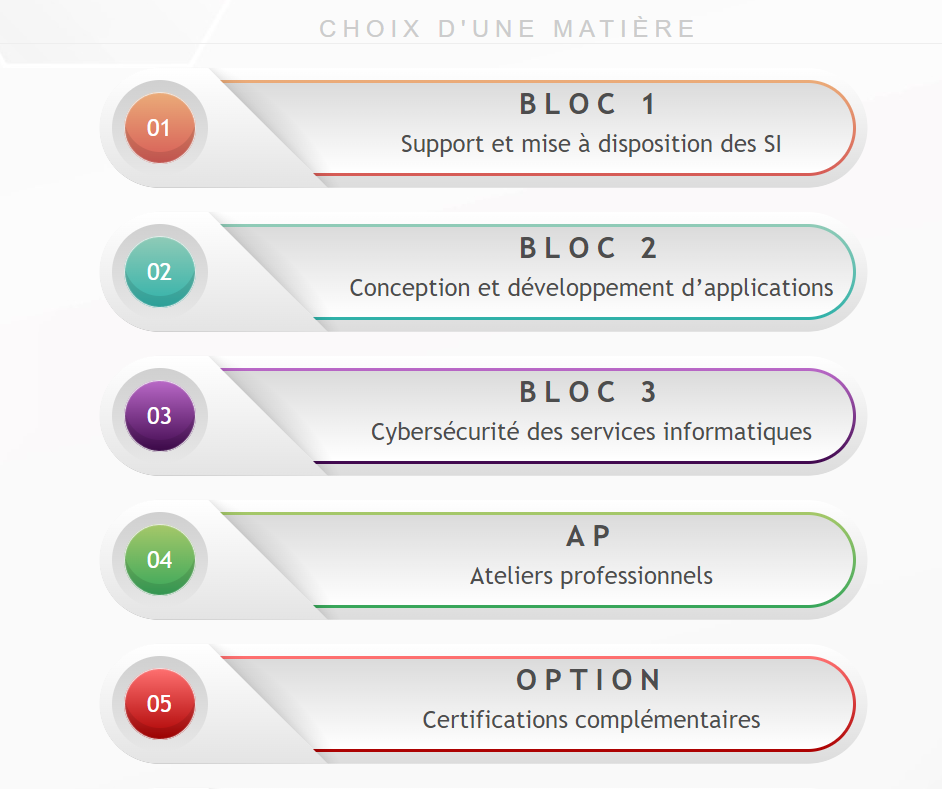 CHOIX D'UNE MATIÈRE
01
BLOC 1
Support et mise à disposition des SI
02
BLOC 2
Conception et développement d’applications
03
BLOC 3
Cybersécurité des services informatiques
04
AP
Ateliers professionnels
05
OPTION
Certifications complémentaires